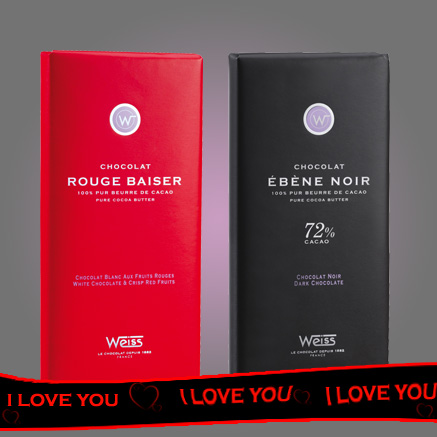 W
CHOCOLAT
ROUGE BAISER
100% PUR BEURRE DE CACAO
PURE COCOA BUTTER
CHOCOLAT BLANC AUX FRUITS ROUGES
WHITE CHOCOLATE & CRISP RED FRUITS
Weiss
LE CHOCOLAT DEPUIS 1882
FRANCE
W
CHOCOLAT
ÉBÈNE NOIR
100% PUR BEURRE DE CACAO
PURE COCOA BUTTER
72%
CACAO
CHOCOLAT NOIR
DARK CHOCOLATE
Weiss
LE CHOCOLAT DEPUIS 1882
FRANCE
I LOVE YOU I LOVE YOU I LOVE YOU